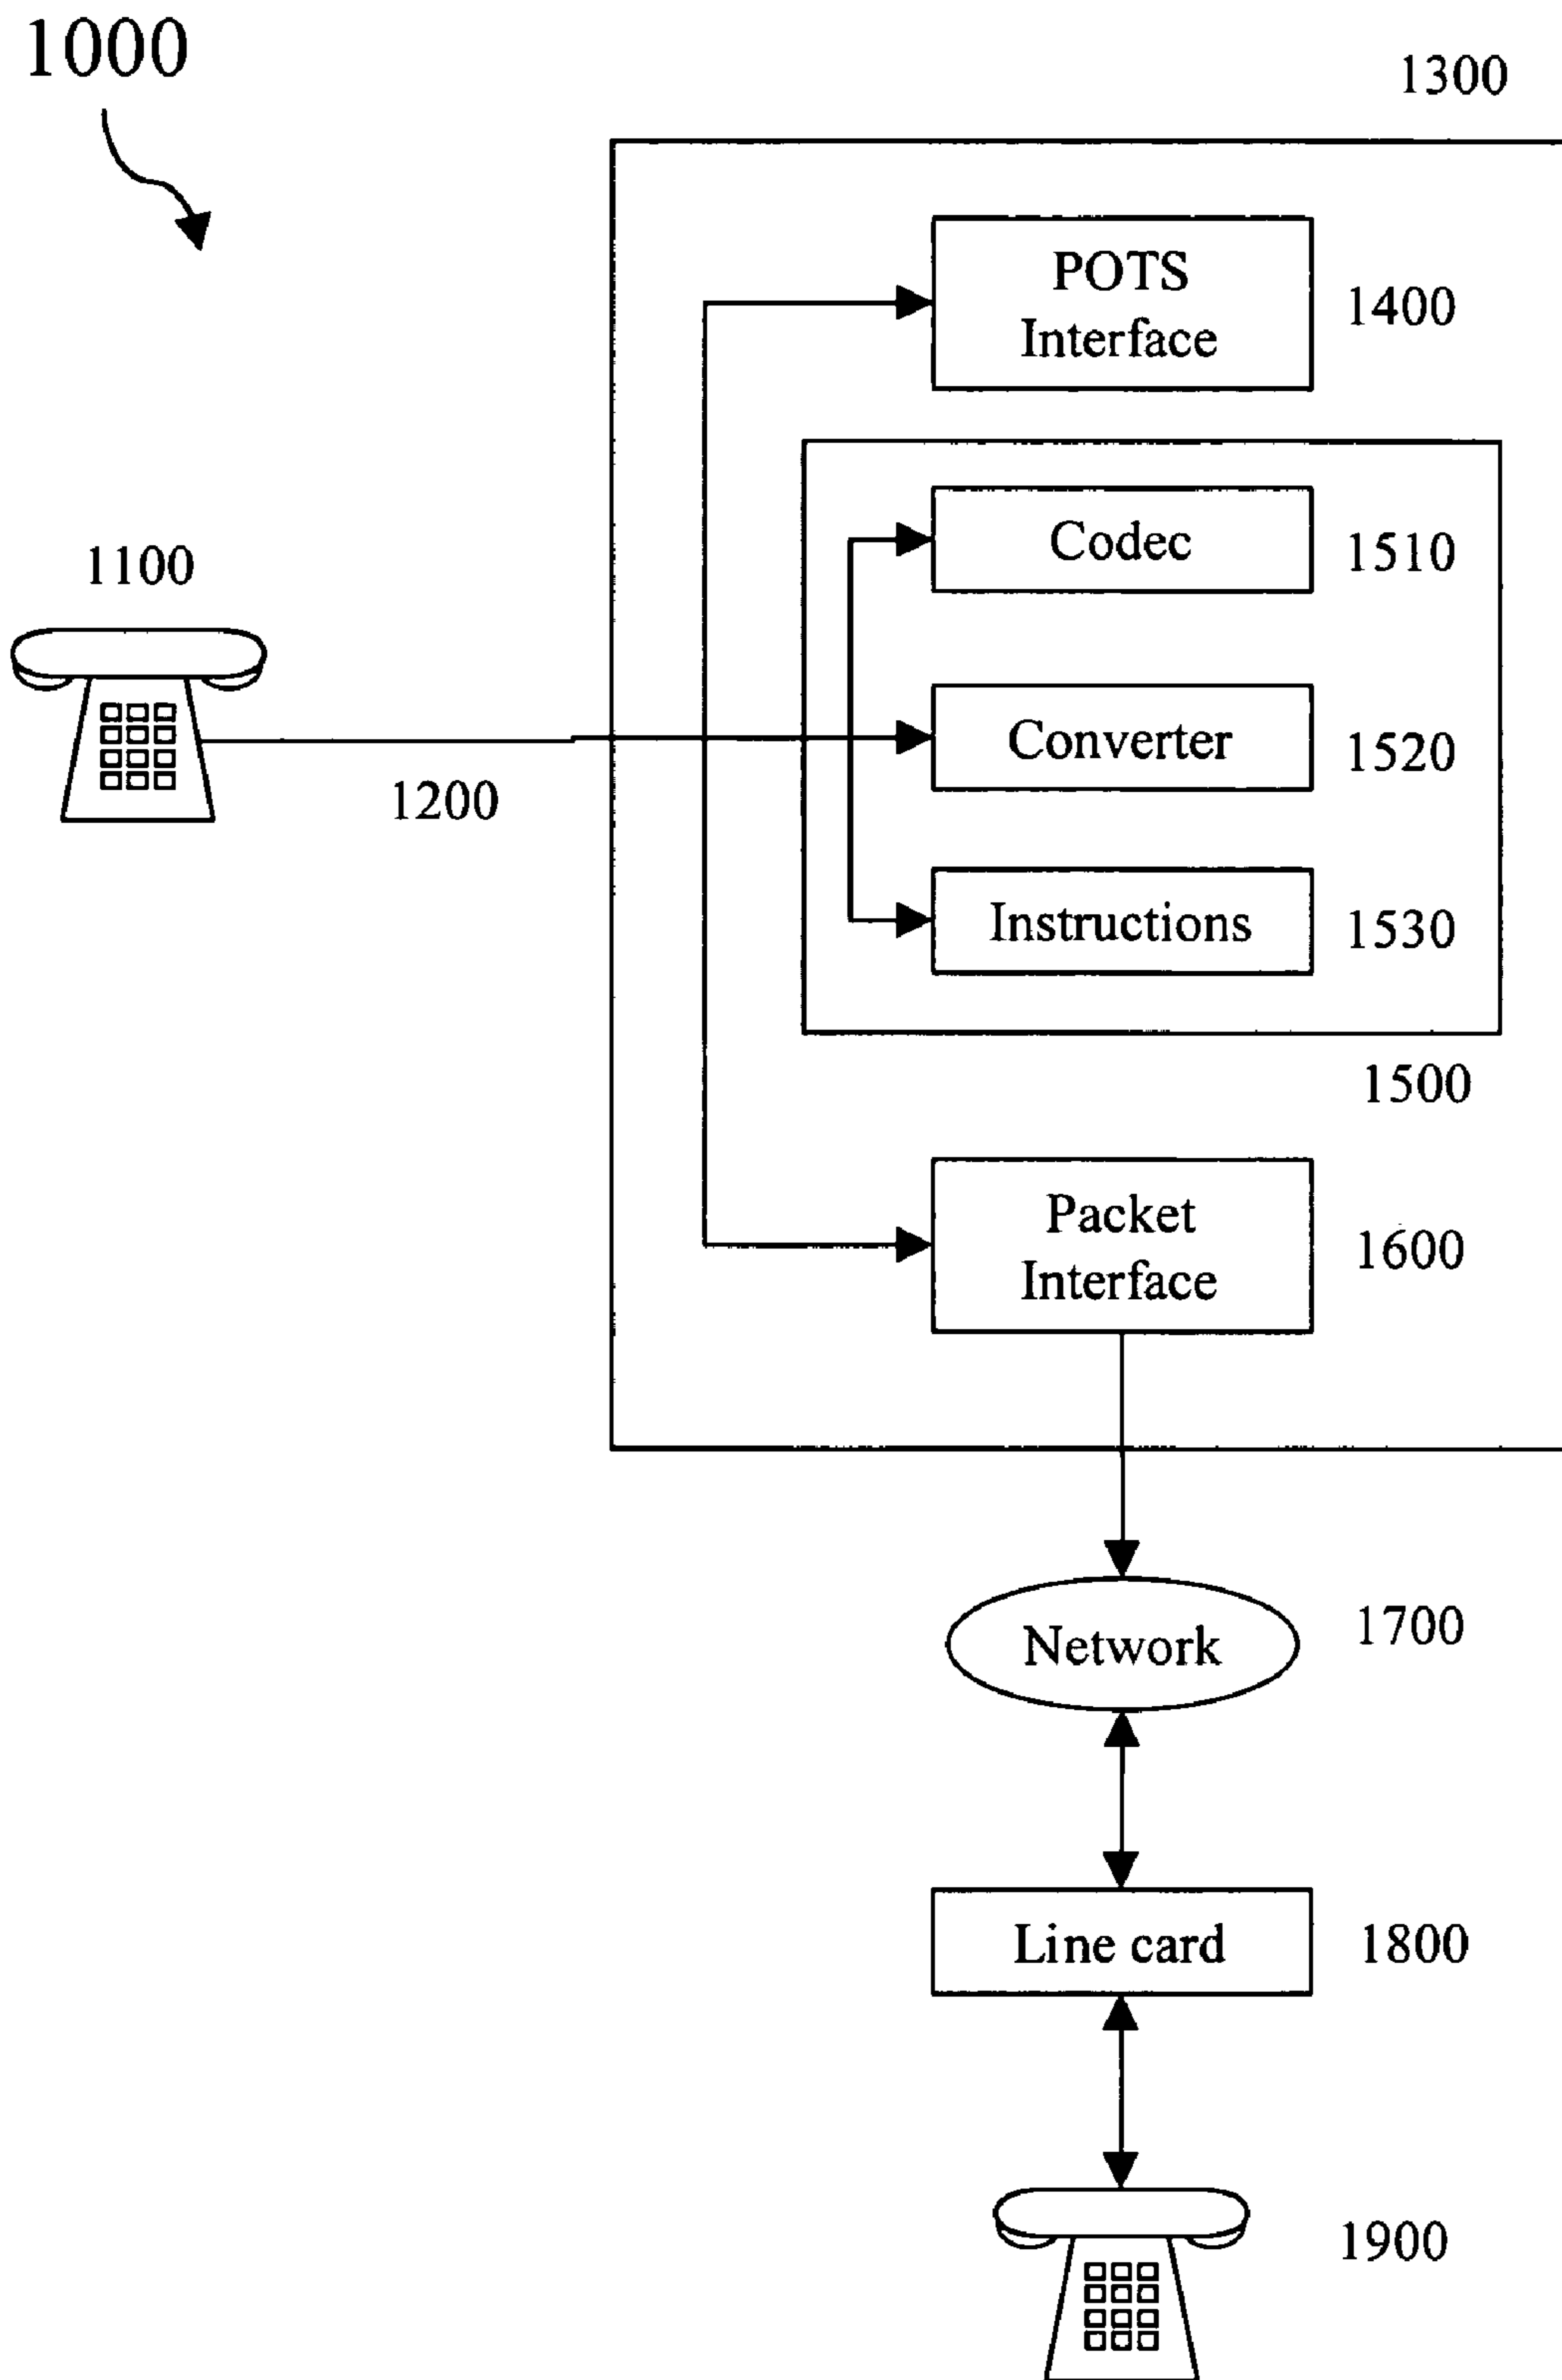 1000
1300
POTS
Interface
1400
Codec
1510
1100
Converter
1520
1200
Instructions
1530
1500
Packet
Interface
1600
Network
1700
Line card
1800
1900